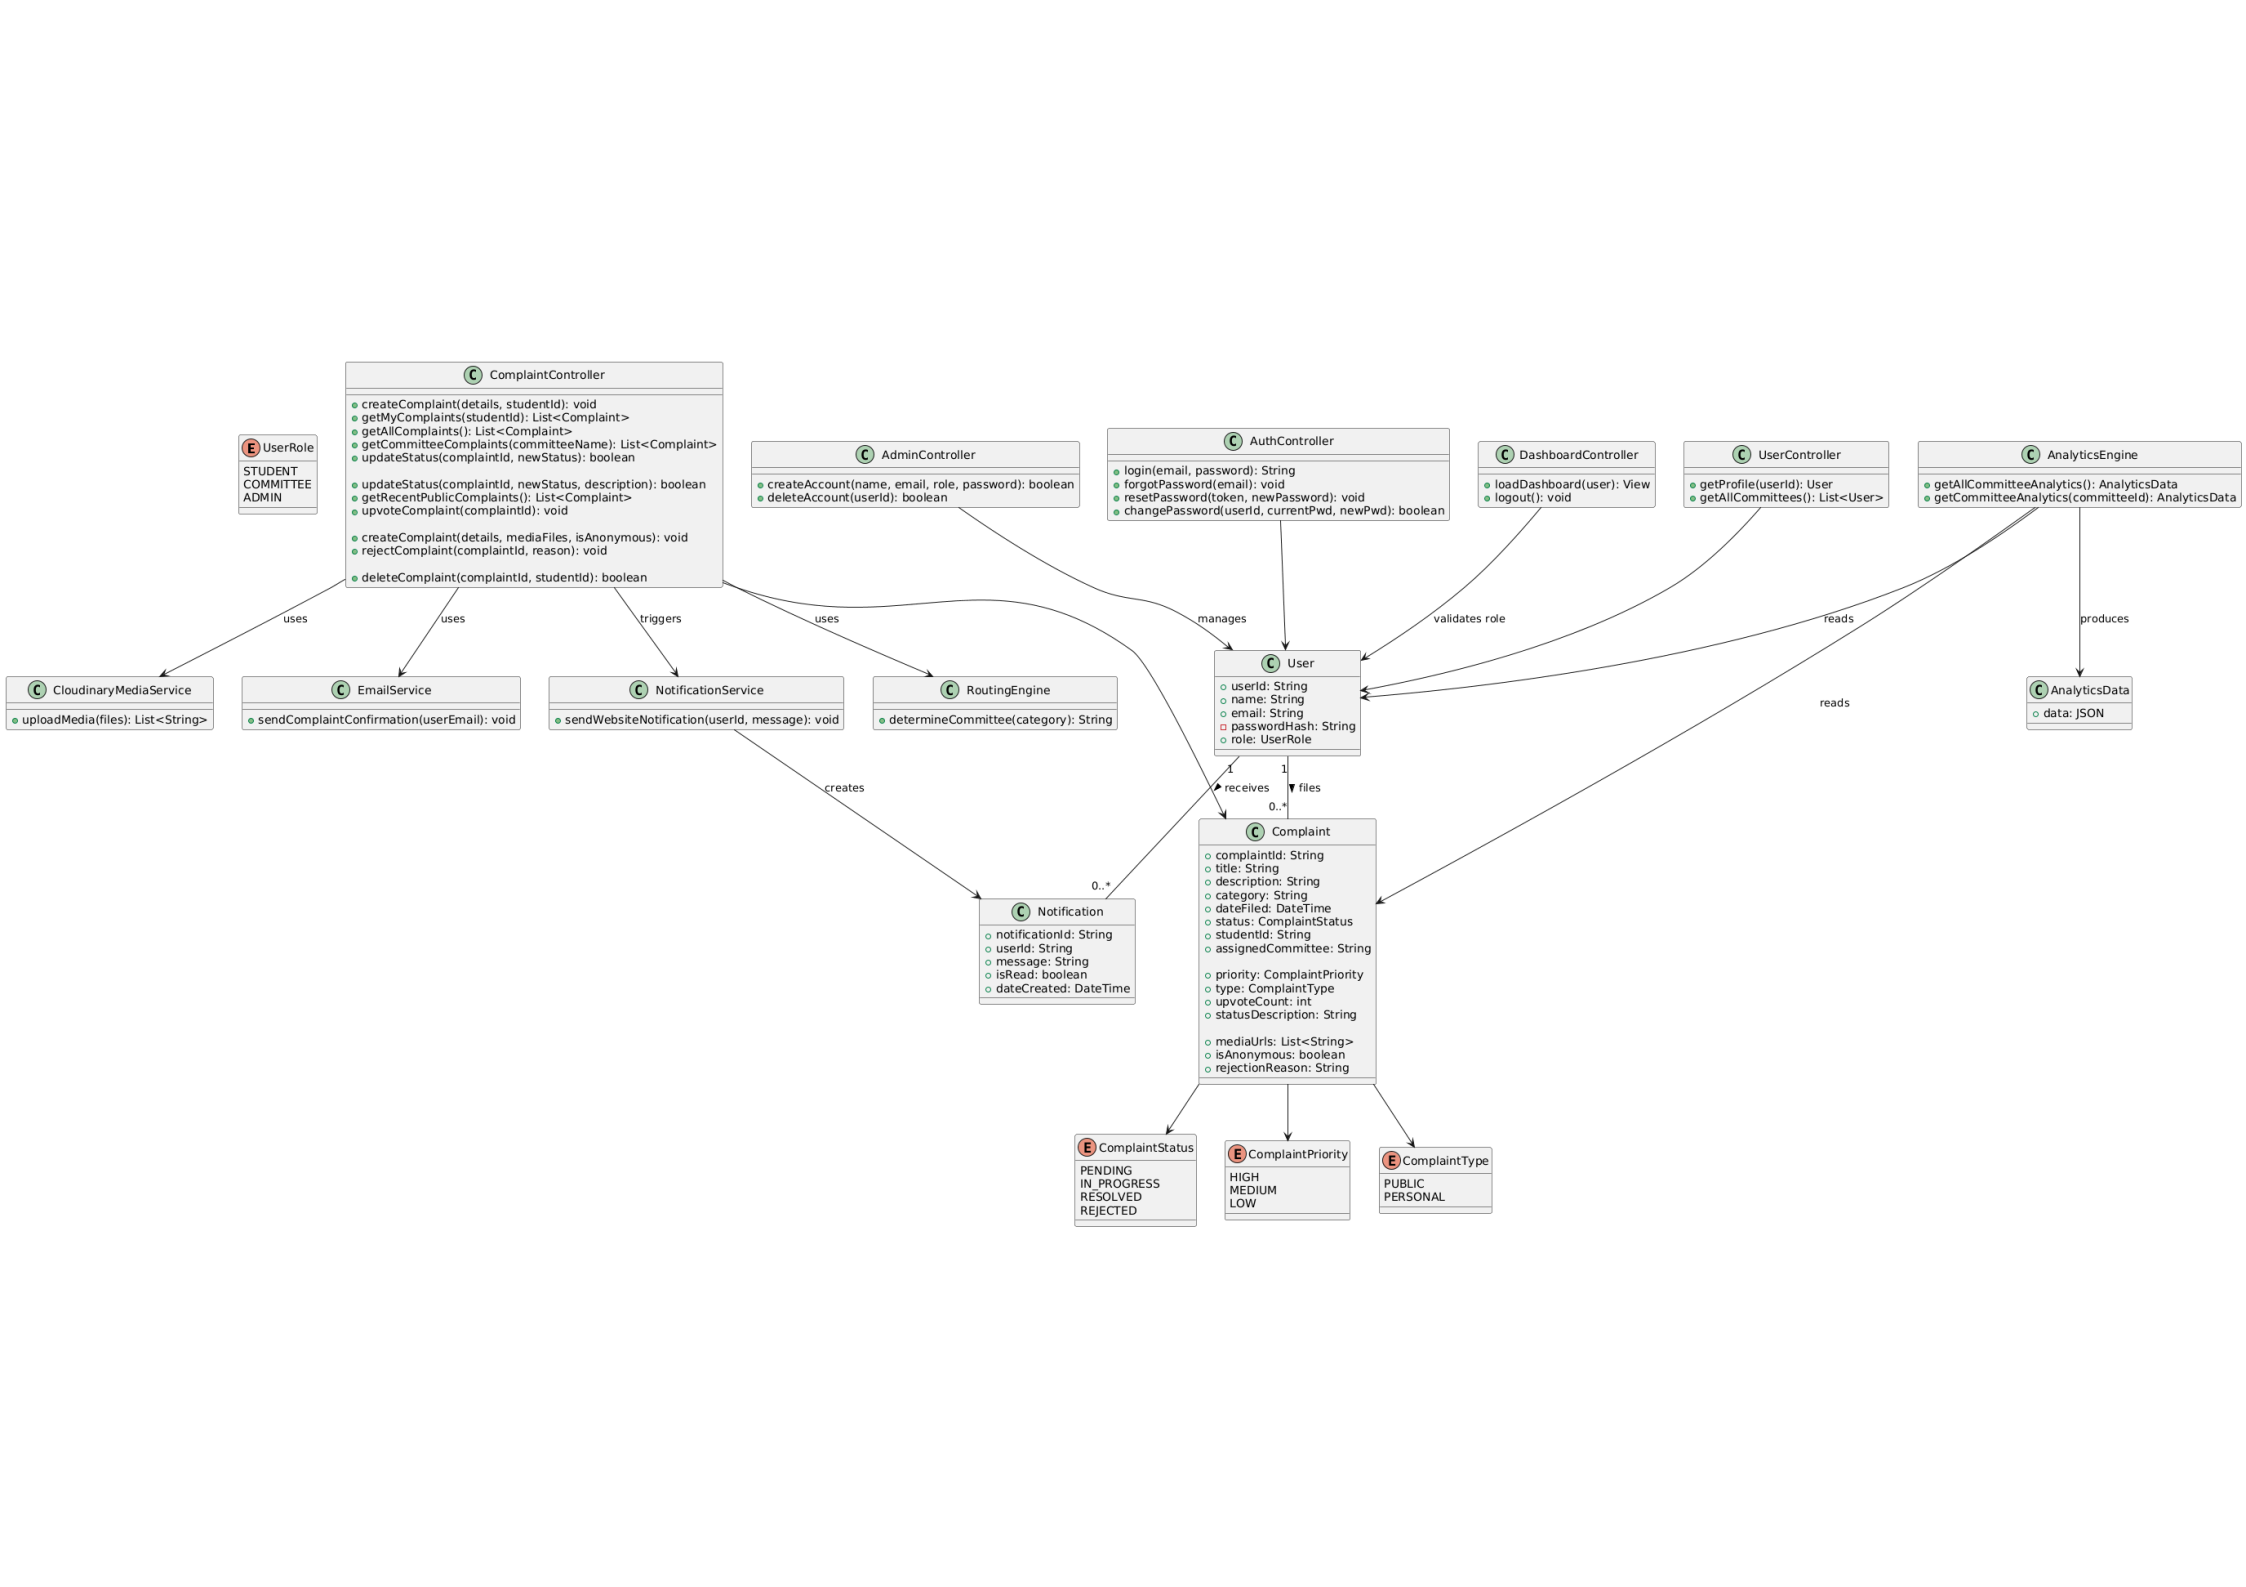 ComplaintController
createComplaint(details, studentId): void
getMyComplaints(studentId): List<Complaint>
getAllComplaints(): List<Complaint>
getCommitteeComplaints(committeeName): List<Complaint>
updateStatus(complaintId, newStatus): boolean
updateStatus(complaintId, newStatus, description): boolean
getRecentPublicComplaints(): List<Complaint>
upvoteComplaint(complaintId): void
createComplaint(details, mediaFiles, isAnonymous): void
rejectComplaint(complaintId, reason): void
deleteComplaint(complaintId, studentId): boolean
E UserRole
STUDENT
COMMITTEE
ADMIN
C AdminController
createAccount(name, email, role, password): boolean
deleteAccount(userId): boolean
C AuthController
login(email, password): String
forgotPassword(email): void
resetPassword(token, newPassword): void
changePassword(userId, currentPwd, newPwd): boolean
C DashboardController
loadDashboard(user): View
logout(): void
C UserController
getProfile(userId): User
getAllCommittees(): List<User>
C AnalyticsEngine
getAllCommitteeAnalytics(): AnalyticsData
getCommitteeAnalytics(committeeId): AnalyticsData
uses
uses
triggers
uses
manages
validates role
reads
produces
C CloudinaryMediaService
uploadMedia(files): List<String>
C EmailService
sendComplaintConfirmation(userEmail): void
C NotificationService
sendWebsiteNotification(userId, message): void
C RoutingEngine
determineCommittee(category): String
C User
userId: String
name: String
email: String
passwordHash: String
role: UserRole
reads
C AnalyticsData
data: JSON
creates
1
receives
0..*
1
files
0..*
C Notification
notificationId: String
userId: String
message: String
isRead: boolean
dateCreated: DateTime
C Complaint
complaintId: String
title: String
description: String
category: String
dateFiled: DateTime
status: ComplaintStatus
studentId: String
assignedCommittee: String
priority: ComplaintPriority
type: ComplaintType
upvoteCount: int
statusDescription: String
mediaUrls: List<String>
isAnonymous: boolean
rejectionReason: String
E ComplaintStatus
PENDING
IN_PROGRESS
RESOLVED
REJECTED
E ComplaintPriority
HIGH
MEDIUM
LOW
E ComplaintType
PUBLIC
PERSONAL